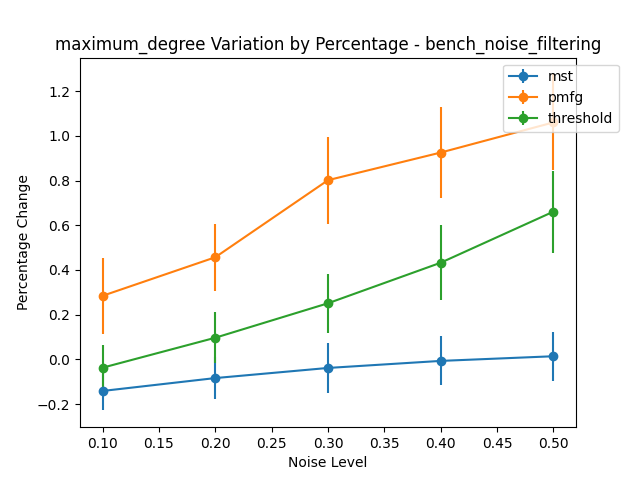 maximum_degree Variation by Percentage - bench_noise_filtering
mst
pmfg
threshold
Percentage Change
1.2
1.0
0.8
0.6
0.4
0.2
0.0
−0.2
0.10
0.15
0.20
0.25
0.30
0.35
0.40
0.45
0.50
Noise Level